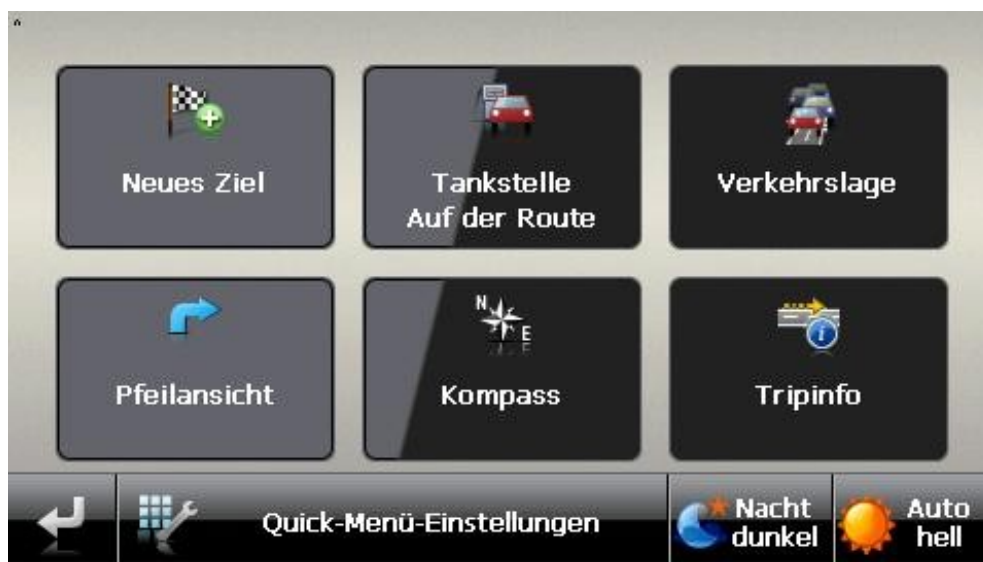 Neues Ziel
Tankstelle
Auf der Route
Verkehrslage
N
E
Pfeilansicht
Kompass
Tripinfo
Quick-Menü-Einstellungen
Nacht
dunkel
Auto
hell